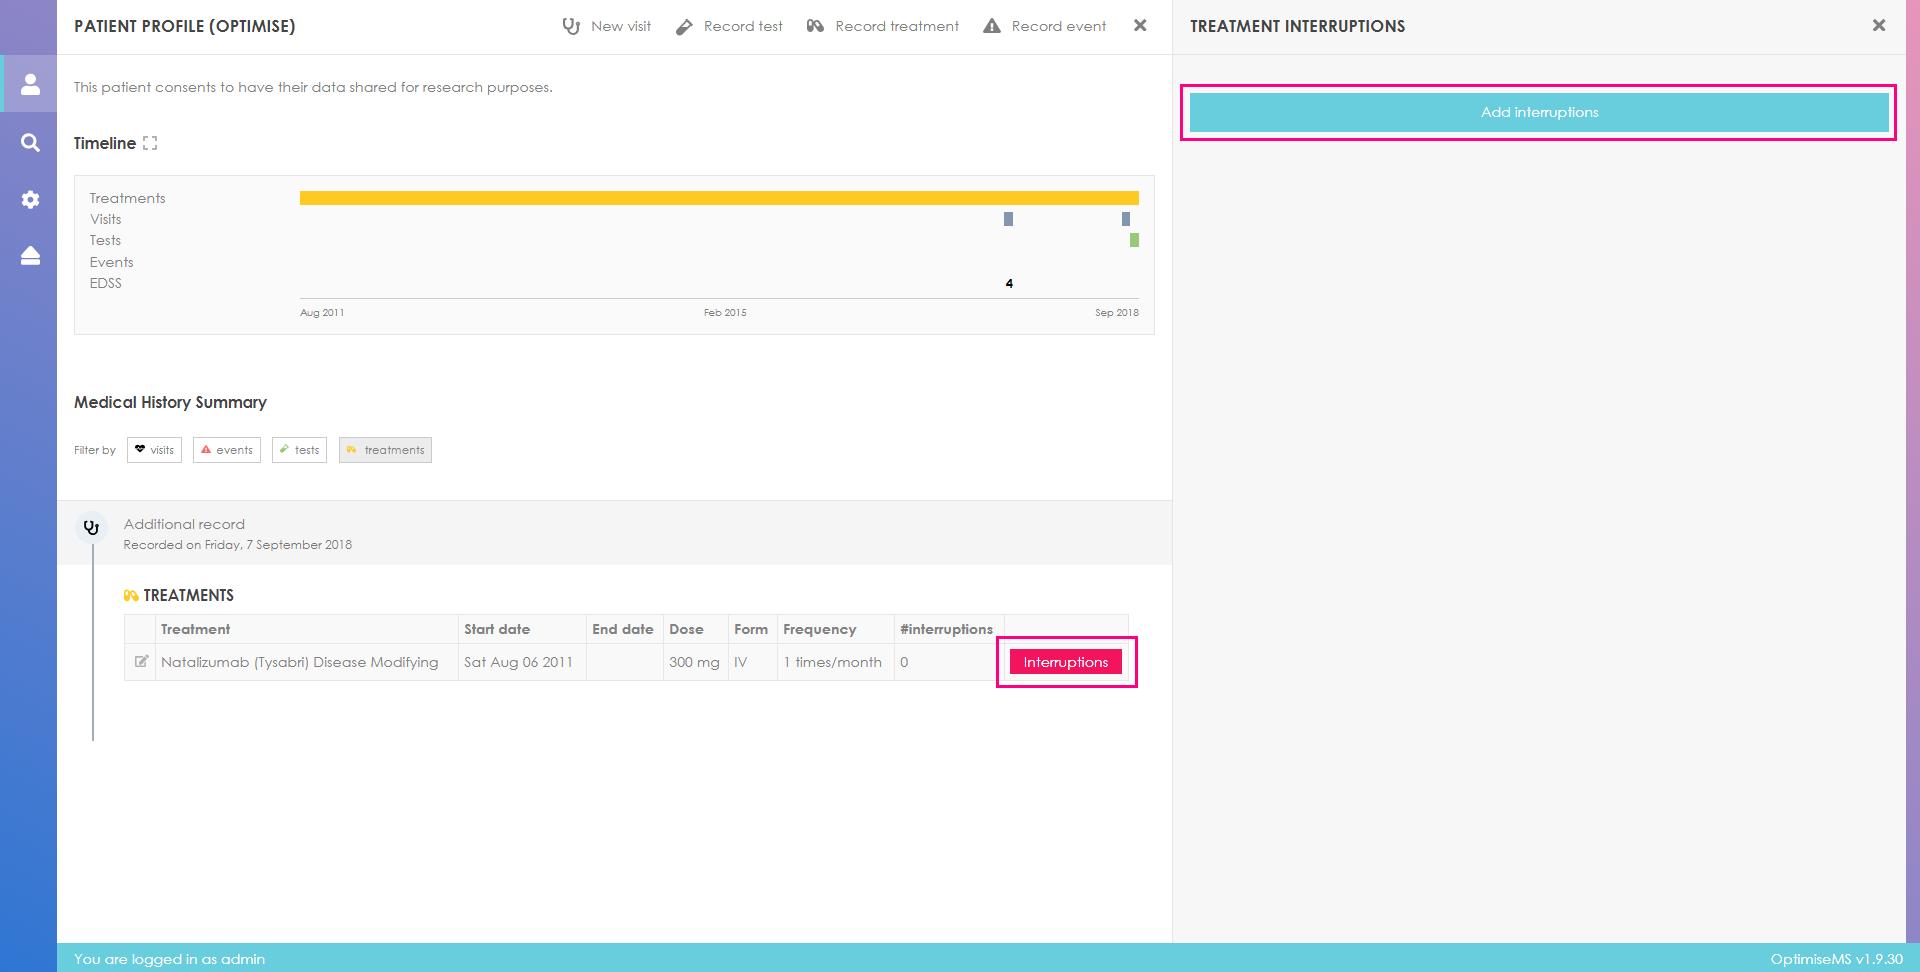 PATIENT PROFILE (OPTIMISE)
New visit
Record test
Record treatment
Record event
This patient consents to have their data shared for research purposes.
Timeline
Treatments
Visits
Tests
Events
EDSS
4
Aug 2011
Feb 2015
Sep 2018
Medical History Summary
Filter by
visits
events
tests
treatments
Additional record
Recorded on Friday, 7 September 2018
TREATMENTS
Treatment Start date End date Dose Form Frequency #interruptions
Natalizumab (Tysabri) Disease Modifying Sat Aug 06 2011 300 mg IV 1 times/month 0 Interruptions
TREATMENT INTERRUPTIONS
Add interruptions
You are logged in as admin
OptimiseMS v1.9.30